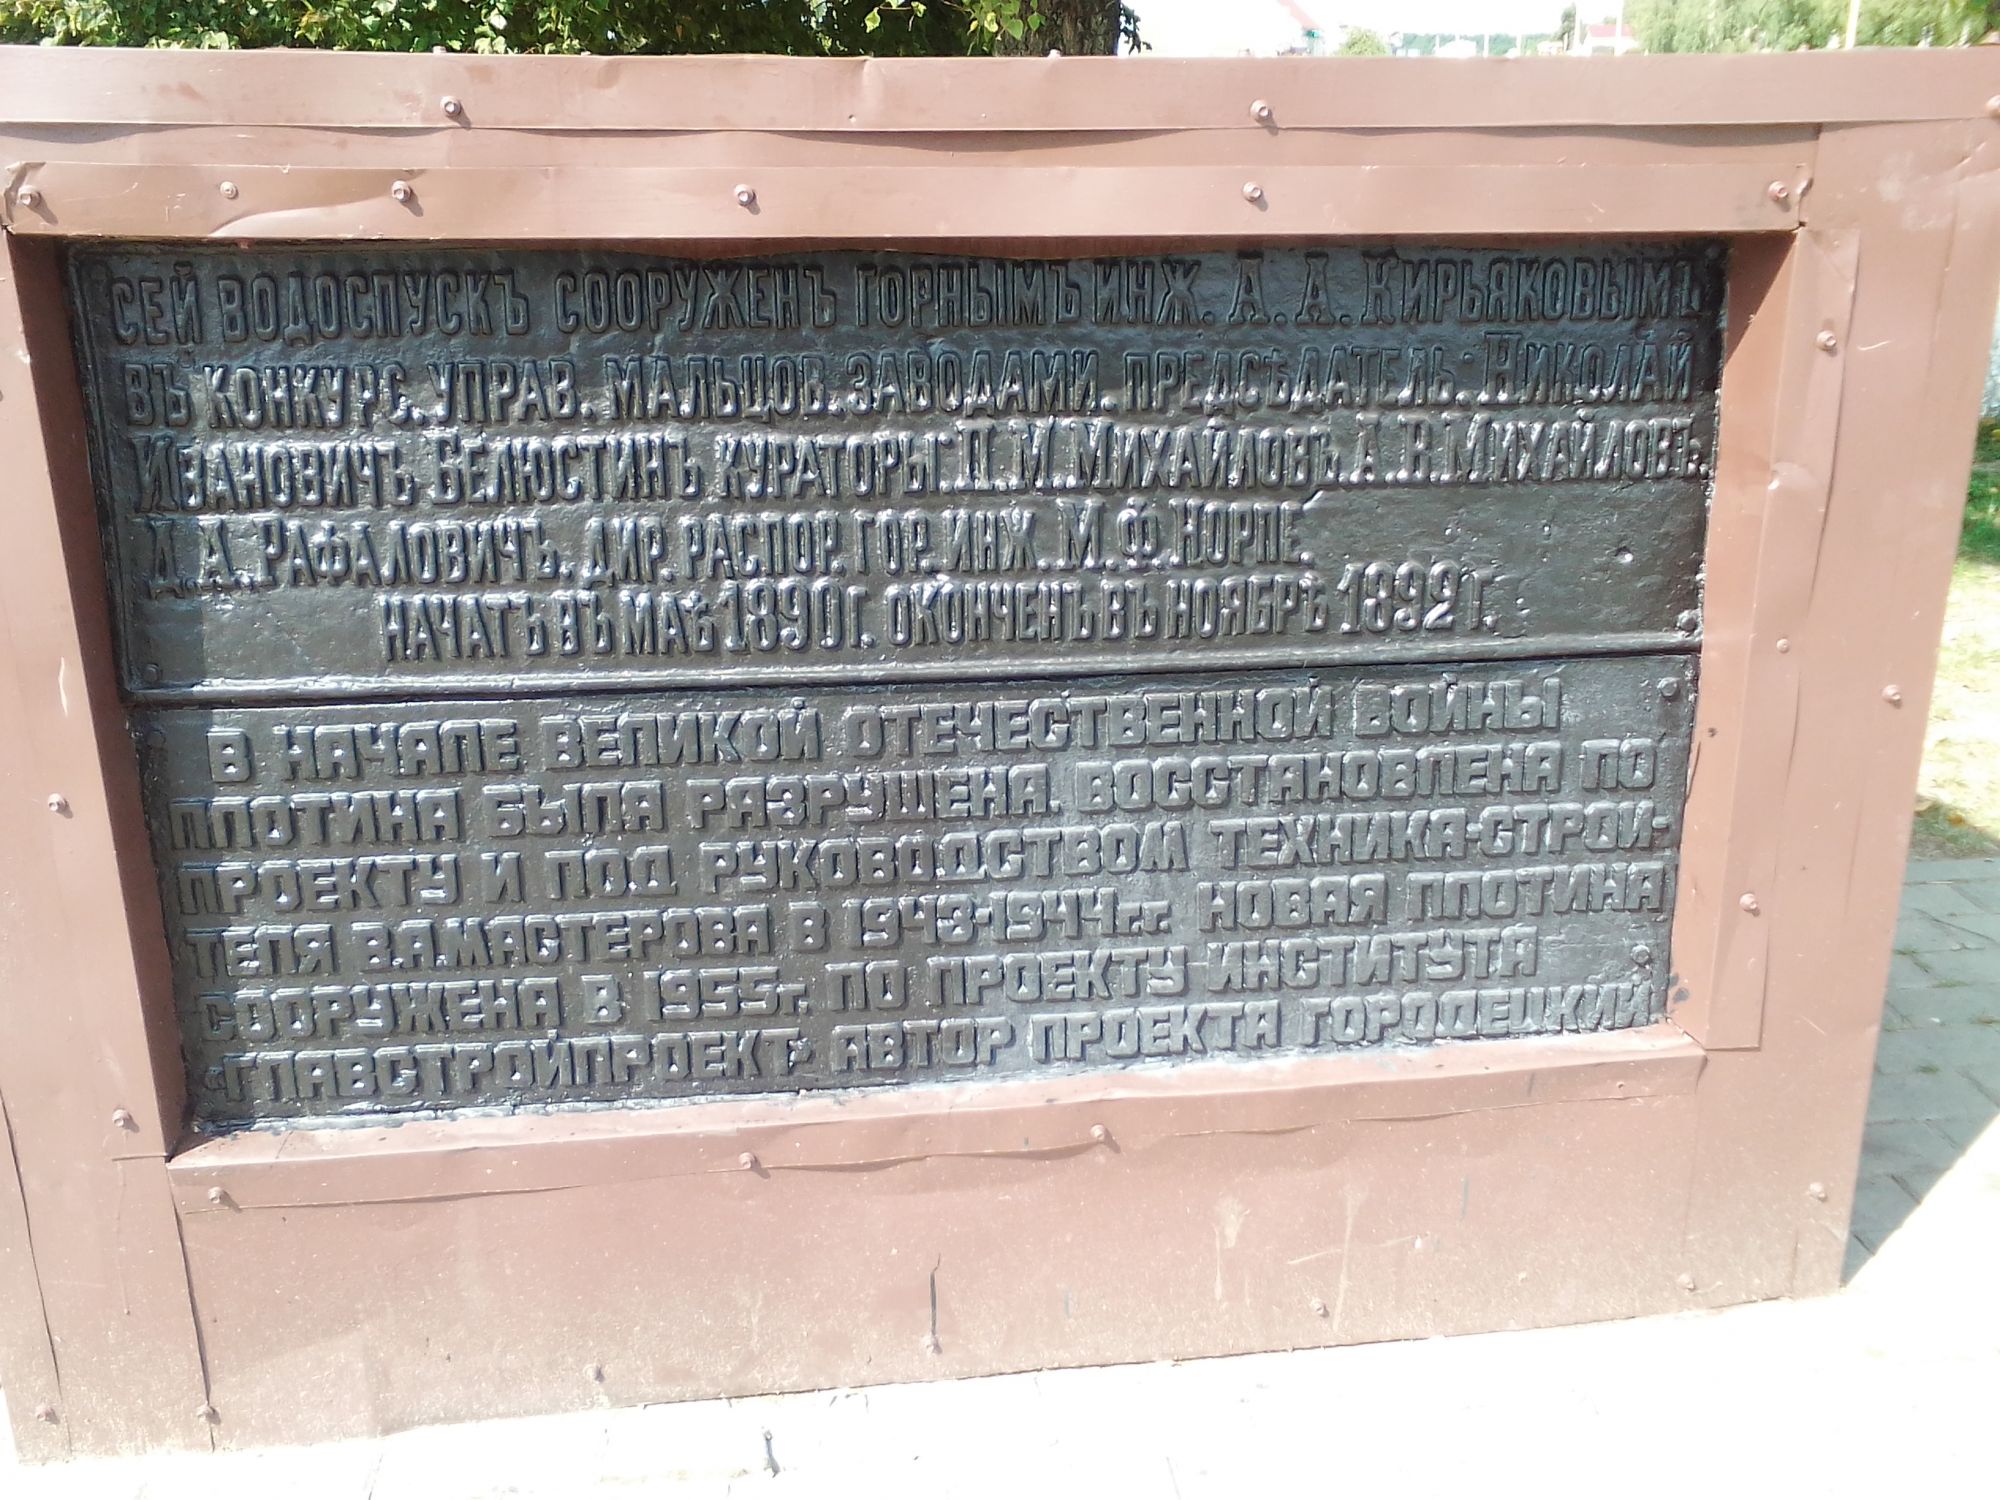 СЕЙ ВОДОСПУСКЪ СООРУЖЕНЪ ГОРНЫМЪ ИНЖ. А. А. КИРЬЯКОВЫМЪ
ВЪ КОНКУРС. УПРАВ. МАЛЬЦОВ. ЗАВОДАМИ. ПРЕДСѢДАТЕЛЬ: НИКОЛАЙ
ИВАНОВИЧЪ БЕЛЮСТИНЪ КУРАТОРЫ: Д. М. МИХАЙЛОВЪ. А. В. МИХАЙЛОВЪ.
Д. А. РАФАЛОВИЧЪ. ДИР. РАСПОР. ГОР. ИНЖ. М. Ф. НОРПЕ.
НАЧАТЪ ВЪ МАѢ 1890 Г. ОКОНЧЕНЪ ВЪ НОЯБРѢ 1892 Г.
В НАЧАЛЕ ВЕЛИКОЙ ОТЕЧЕСТВЕННОЙ ВОЙНЫ
ПЛОТИНА БЫЛА РАЗРУШЕНА. ВОССТАНОВЛЕНА ПО
ПРОЕКТУ И ПОД РУКОВОДСТВОМ ТЕХНИКА-СТРОИ-
ТЕЛЯ В.А.МАСТЕРОВА В 1943-1944г.г. НОВАЯ ПЛОТИНА
СООРУЖЕНА В 1955г. ПО ПРОЕКТУ ИНСТИТУТА
"ГЛАВСТРОЙПРОЕКТ" АВТОР ПРОЕКТА ГОРОДЕЦКИЙ